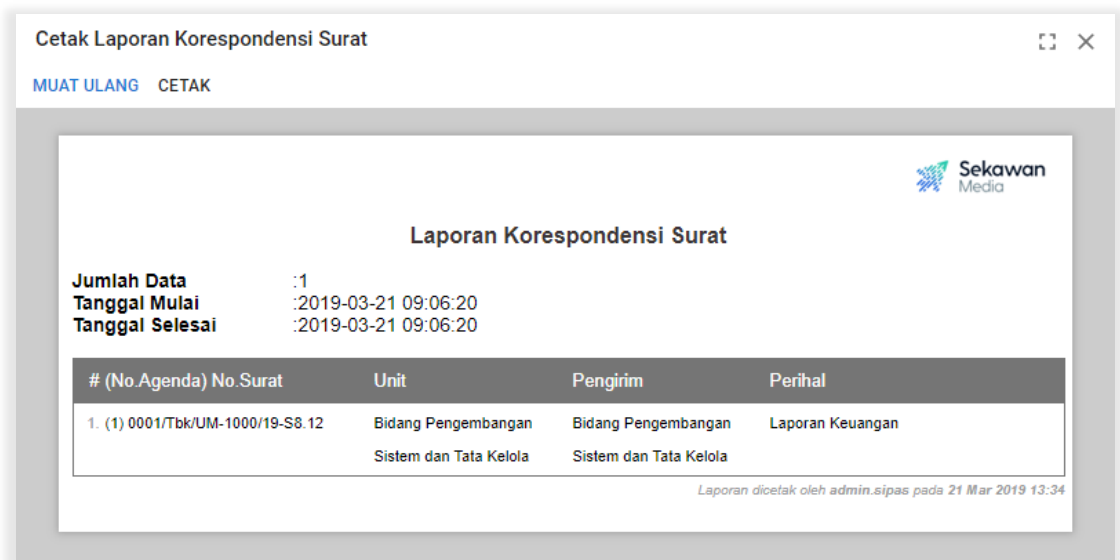 Cetak Laporan Korespondensi Surat
MUAT ULANG CETAK
Sekawan
Media
Laporan Korespondensi Surat
Jumlah Data :1
Tanggal Mulai :2019-03-21 09:06:20
Tanggal Selesai :2019-03-21 09:06:20
# (No.Agenda) No.Surat Unit Pengirim Perihal
1. (1) 0001/Tbk/UM-1000/19-S8.12 Bidang Pengembangan Bidang Pengembangan Laporan Keuangan
Sistem dan Tata Kelola Sistem dan Tata Kelola
Laporan dicetak oleh admin.sipas pada 21 Mar 2019 13:34